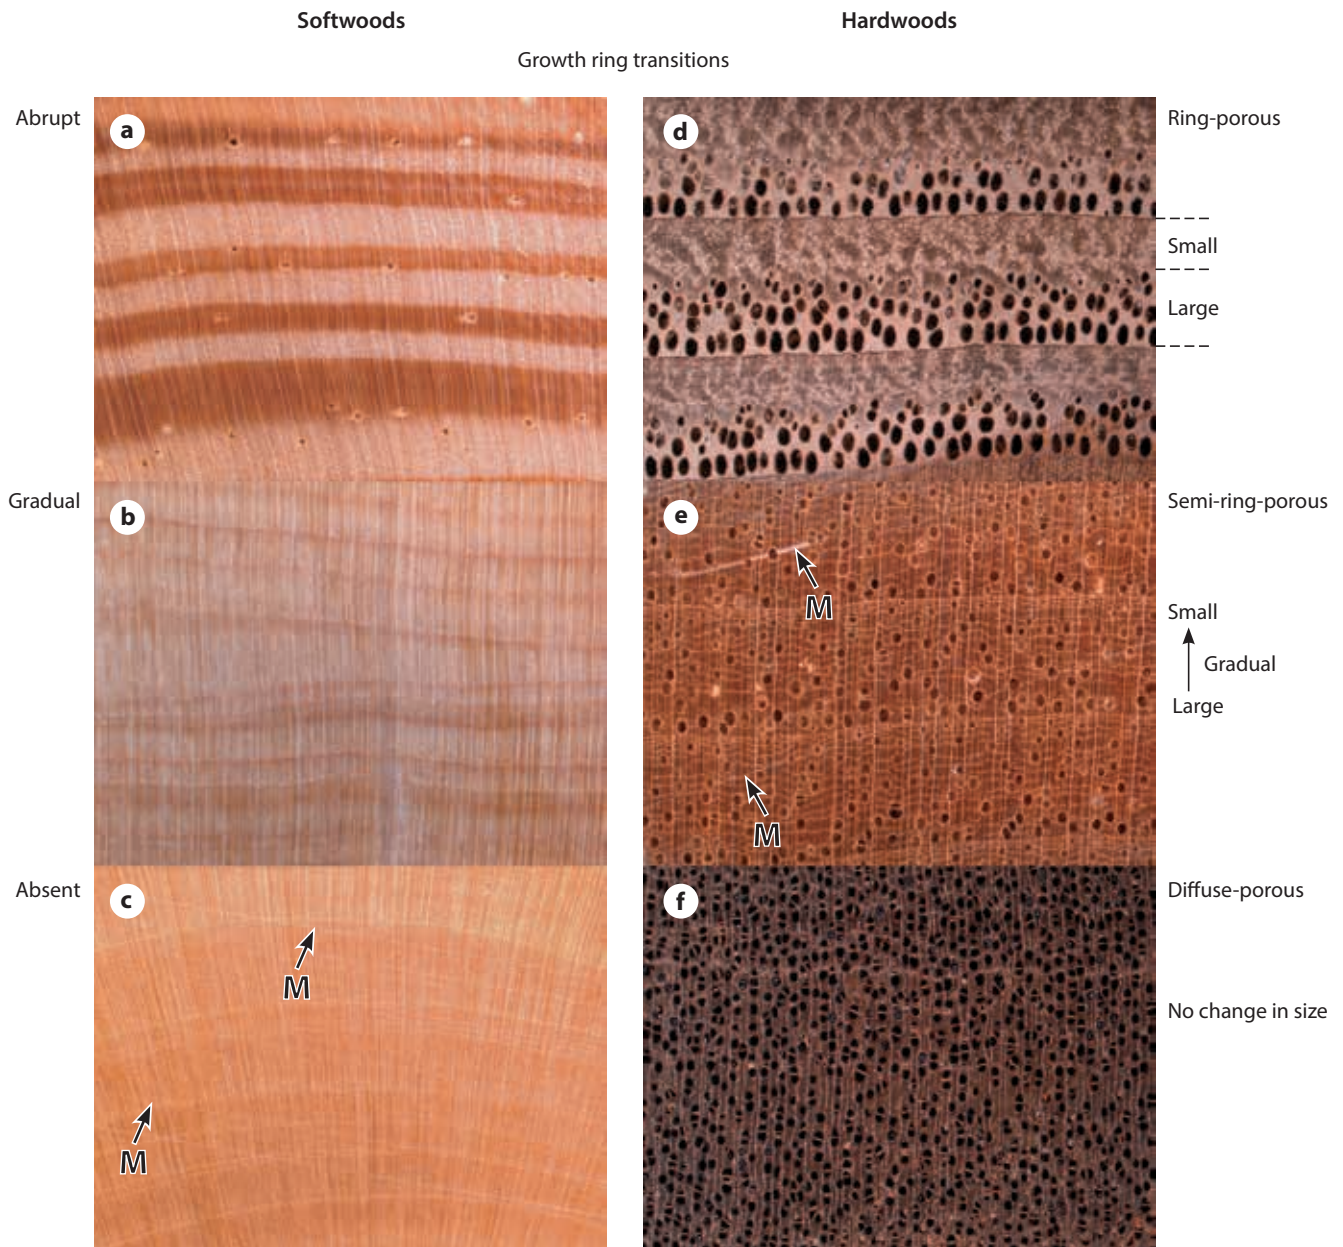 Softwoods
Hardwoods
Growth ring transitions
Abrupt
a
d
Ring-porous
Small
Large
Gradual
b
e
Semi-ring-porous
M
Small
Gradual
Large
M
Absent
c
f
Diffuse-porous
M
No change in size
M